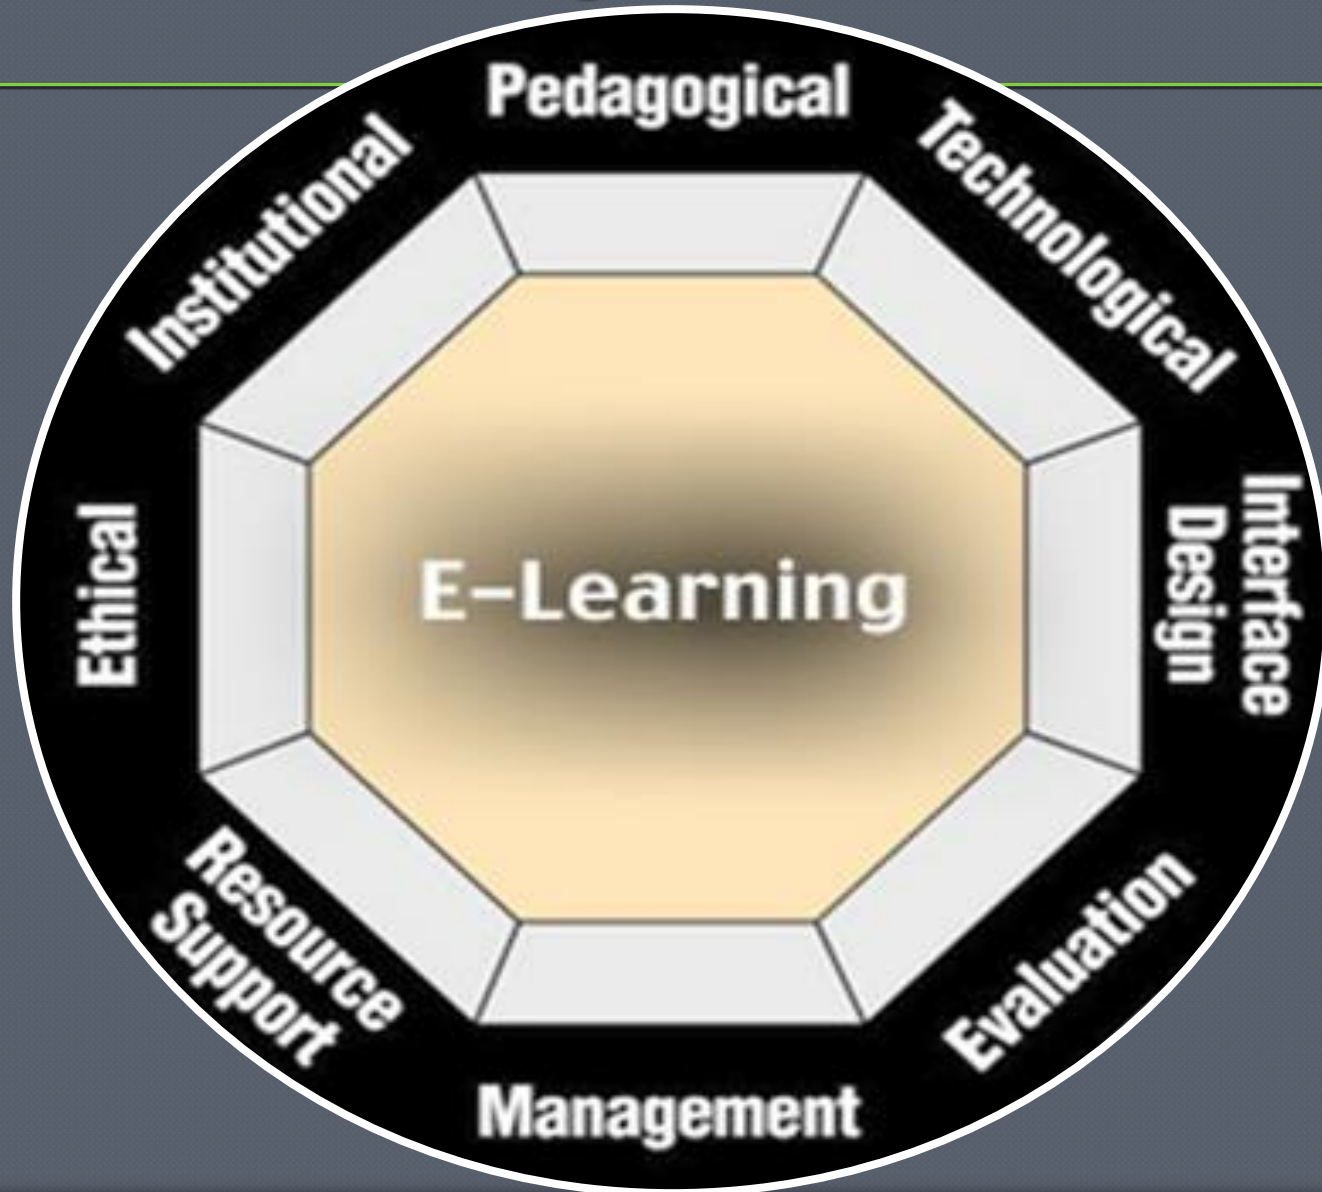 Pedagogical
Technological
Interface
Design
Evaluation
Management
Resource
Support
Ethical
Institutional
E-Learning